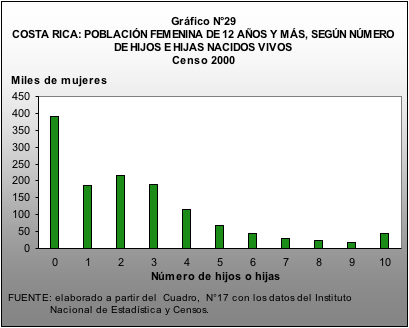 Gráfico N°29
COSTA RICA: POBLACIÓN FEMENINA DE 12 AÑOS Y MÁS, SEGÚN NÚMERO
DE HIJOS E HIJAS NACIDOS VIVOS
Censo 2000
Miles de mujeres
450
400
350
300
250
200
150
100
50
0
0 1 2 3 4 5 6 7 8 9 10
Número de hijos o hijas
FUENTE: elaborado a partir del Cuadro, N°17 con los datos del Instituto
Nacional de Estadística y Censos.